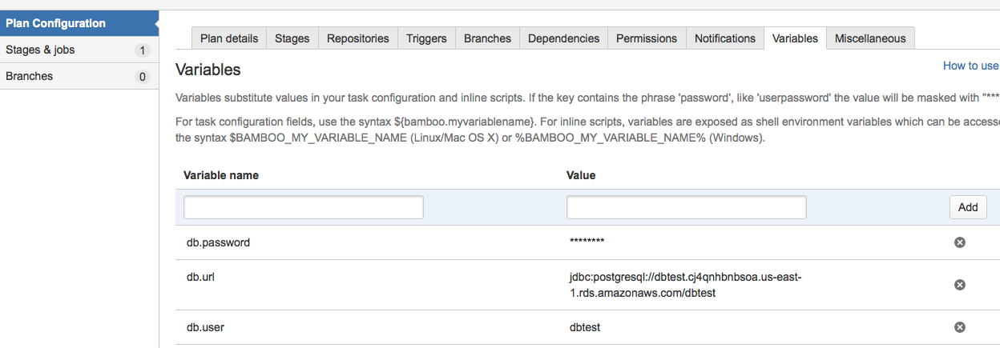 Plan Configuration
Stages & jobs 1
Branches 0
Plan details Stages Repositories Triggers Branches Dependencies Permissions Notifications Variables Miscellaneous
Variables How to use
Variables substitute values in your task configuration and inline scripts. If the key contains the phrase 'password', like 'userpassword' the value will be masked with "***
For task configuration fields, use the syntax ${bamboo.myvariablename}. For inline scripts, variables are exposed as shell environment variables which can be accesse
the syntax $BAMBOO_MY_VARIABLE_NAME (Linux/Mac OS X) or %BAMBOO_MY_VARIABLE_NAME% (Windows).
Variable name Value
Add
db.password ********
db.url jdbc:postgresql://dbtest.cj4qnhbnbsoa.us-east-
1.rds.amazonaws.com/dbtest
db.user dbtest